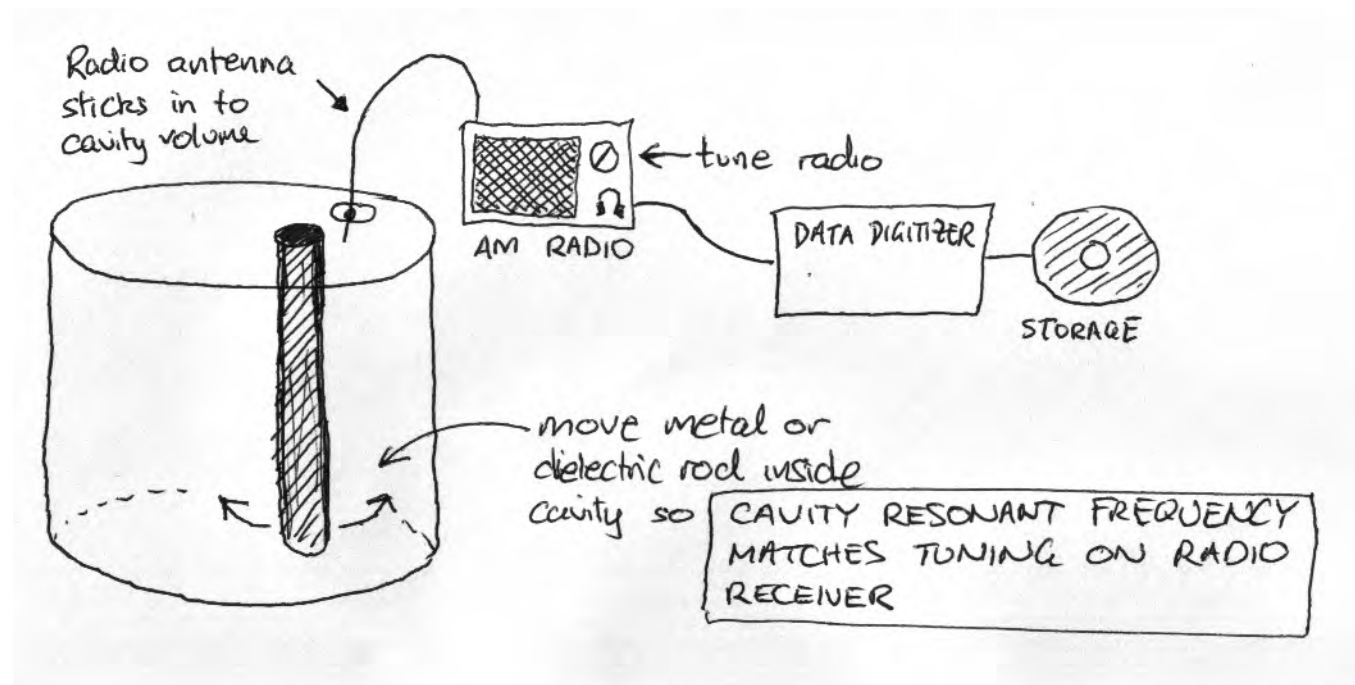 Radio antenna
sticks in to
cavity volume
tune radio
AM RADIO
DATA DIGITIZER
STORAGE
move metal or
dielectric rod inside
cavity so
CAVITY RESONANT FREQUENCY
MATCHES TUNING ON RADIO
RECEIVER